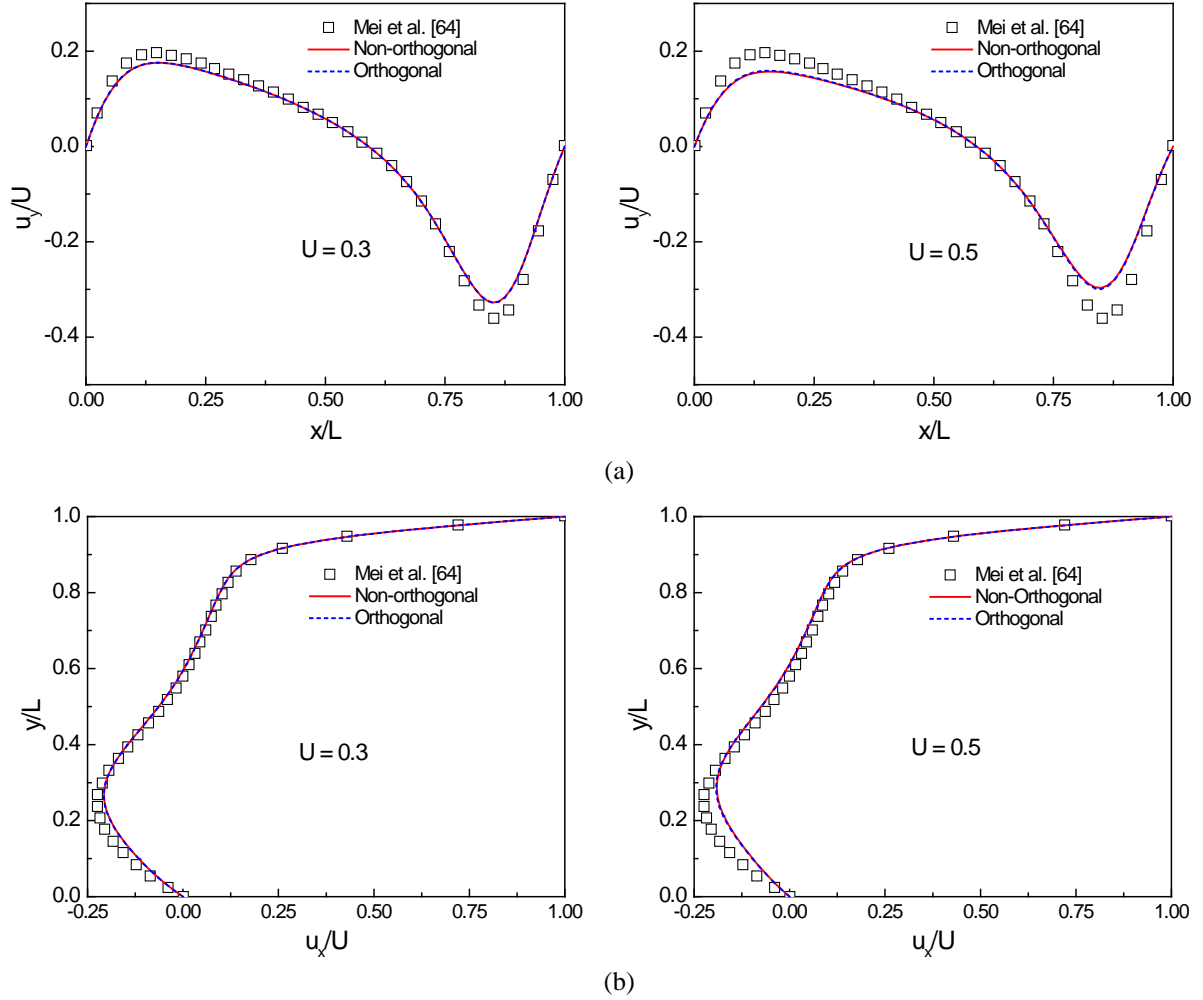 Mei et al. [64]
Non-orthogonal
Orthogonal
0.2
0.0
-0.2
-0.4
u_y/U
U = 0.3
0.00
0.25
0.50
0.75
1.00
x/L
Mei et al. [64]
Non-orthogonal
Orthogonal
0.2
0.0
-0.2
-0.4
u_y/U
U = 0.5
0.00
0.25
0.50
0.75
1.00
x/L
(a)
1.0
0.8
0.6
0.4
0.2
0.0
y/L
Mei et al. [64]
Non-orthogonal
Orthogonal
U = 0.3
-0.25
0.00
0.25
0.50
0.75
1.00
u_x/U
1.0
0.8
0.6
0.4
0.2
0.0
y/L
Mei et al. [64]
Non-Orthogonal
Orthogonal
U = 0.5
-0.25
0.00
0.25
0.50
0.75
1.00
u_x/U
(b)